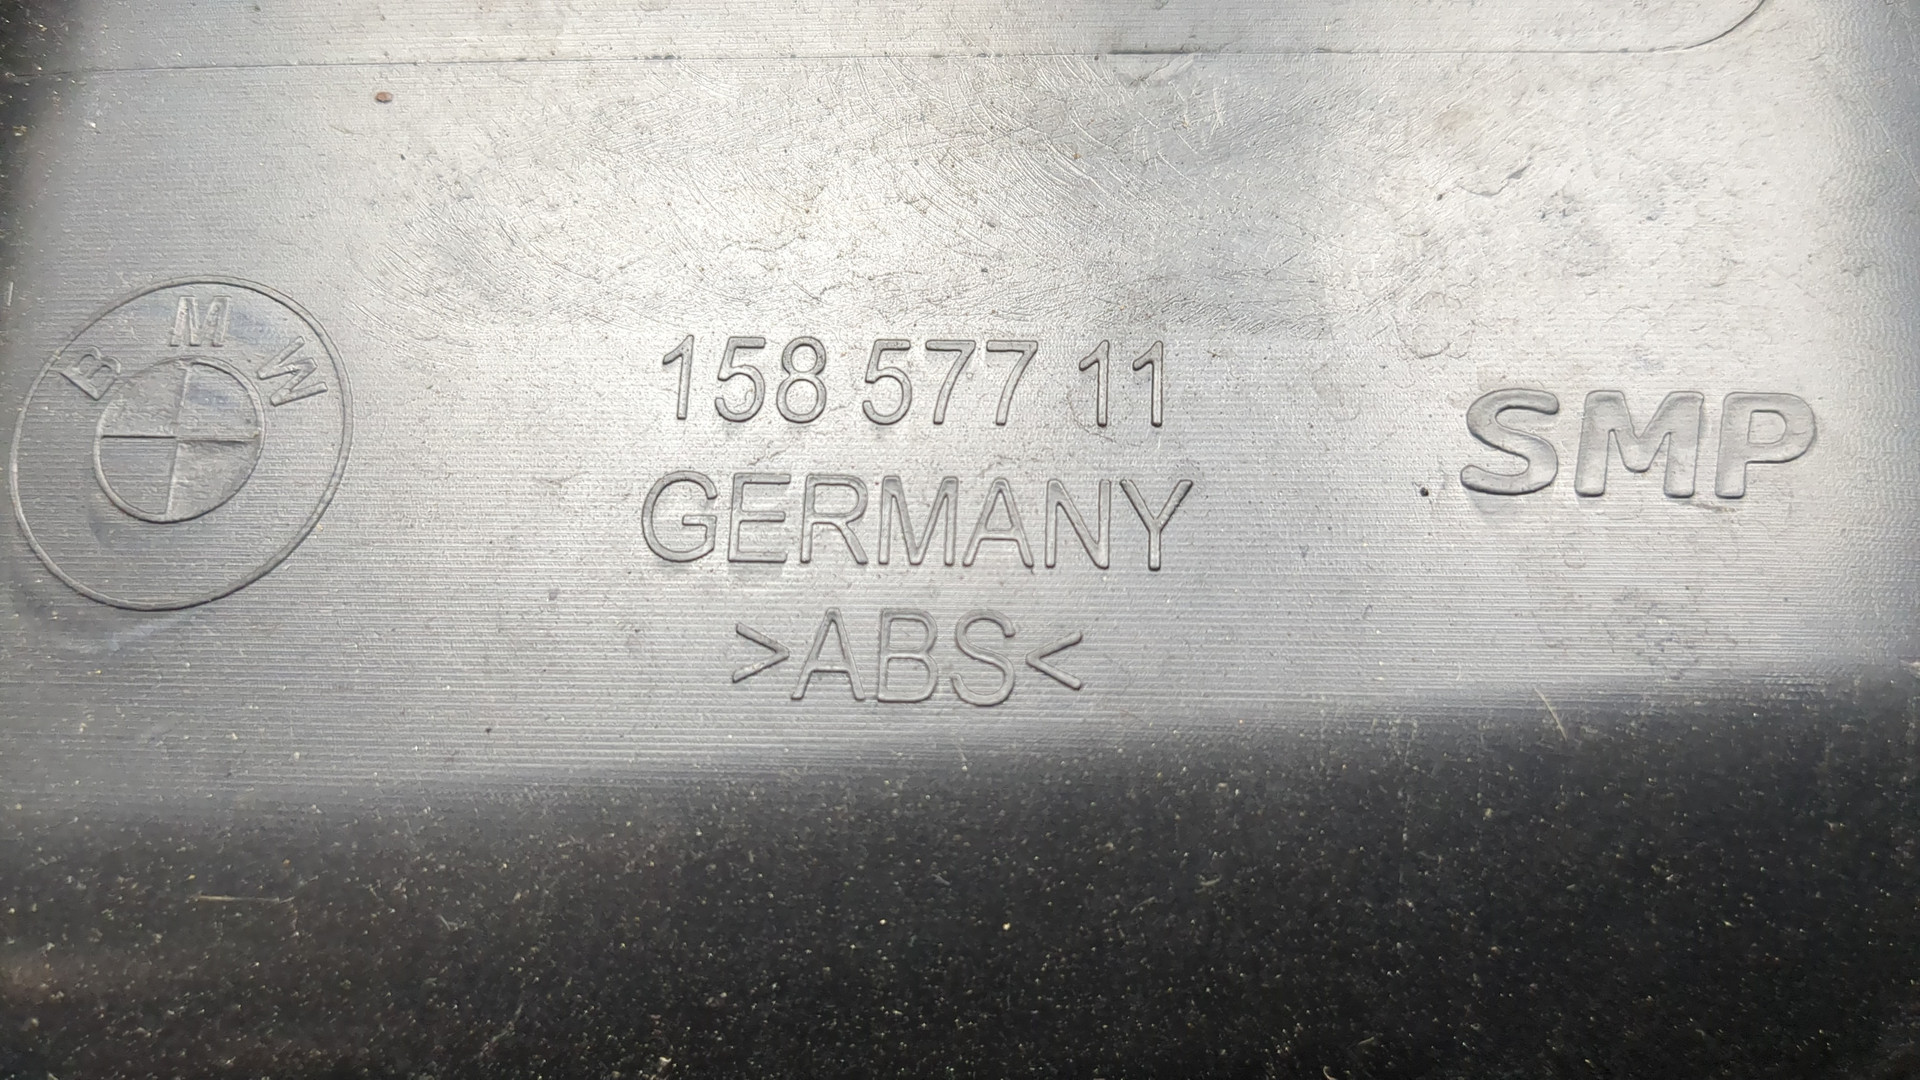 BMW
158 577 11
GERMANY
>ABS<
SMP